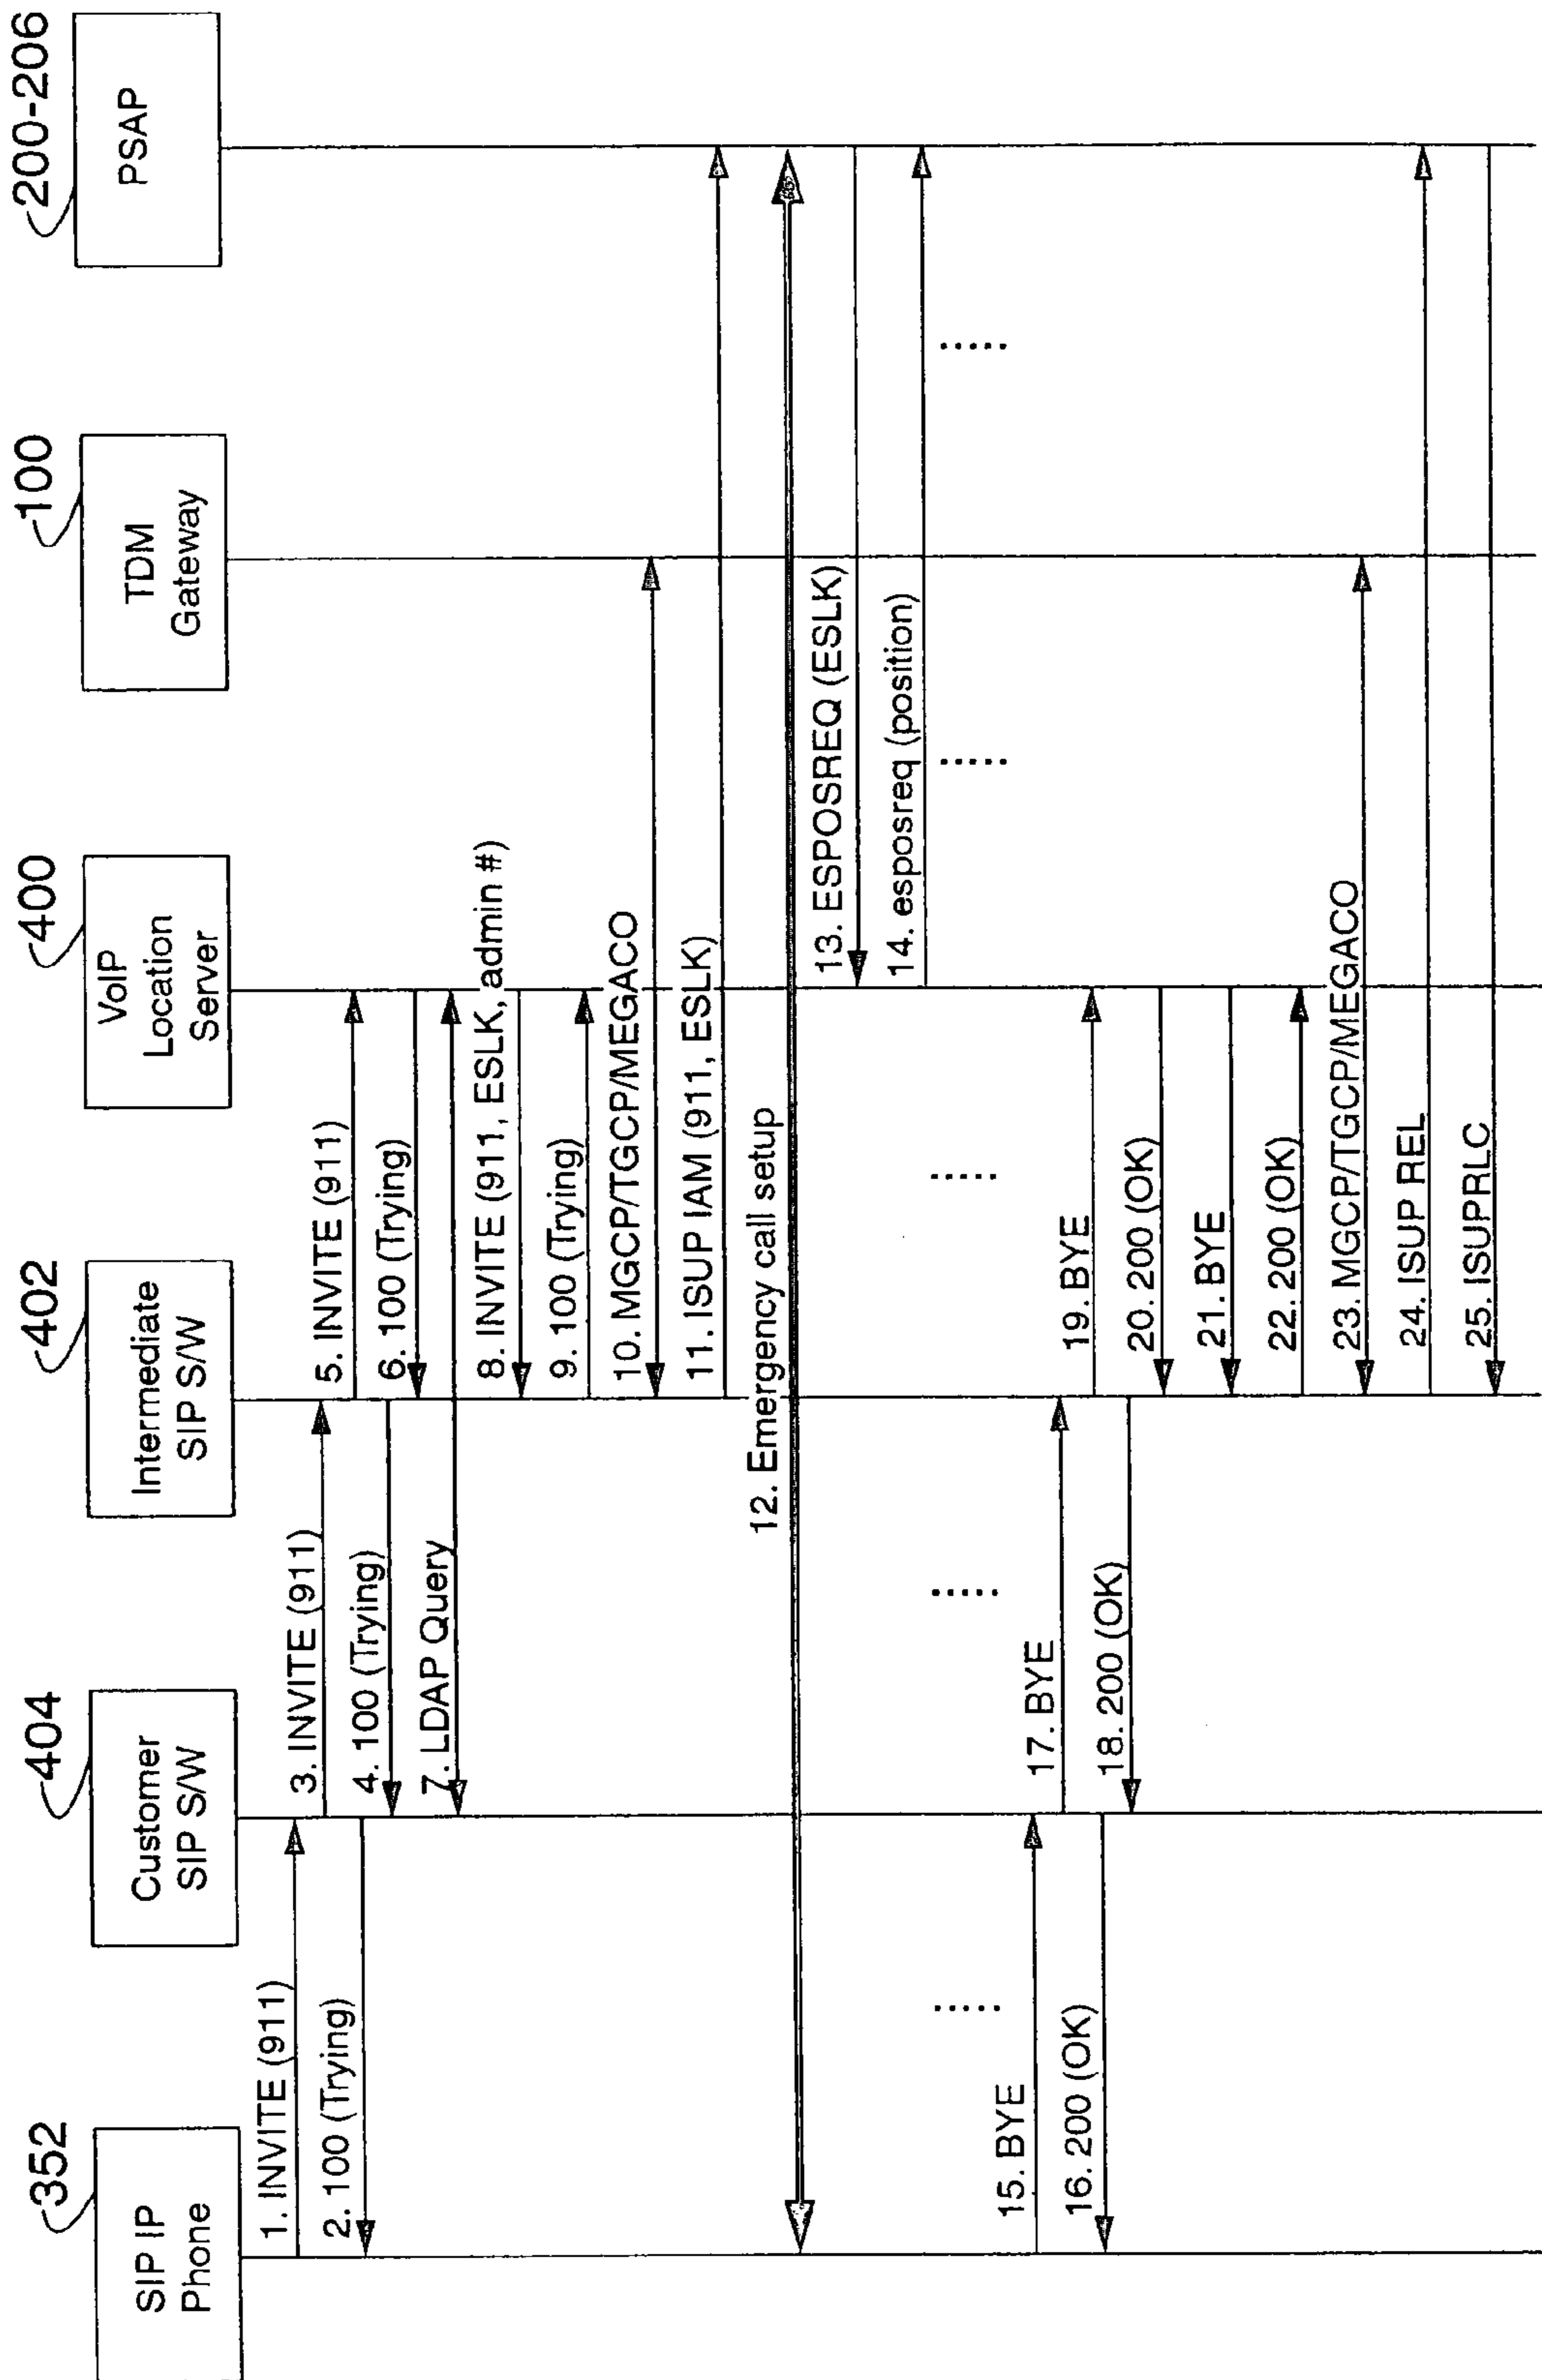 352
SIP IP
Phone
404
Customer
SIP S/W
402
Intermediate
SIP S/W
400
VoIP
Location
Server
100
TDM
Gateway
200-206
PSAP
1. INVITE (911)
2. 100 (Trying)
3. INVITE (911)
4. 100 (Trying)
5. INVITE (911)
6. 100 (Trying)
7. LDAP Query
8. INVITE (911, ESLK, admin #)
9. 100 (Trying)
10. MGCP/TGCP/MEGACO
11. ISUP IAM (911, ESLK)
12. Emergency call setup
13. ESPOSREQ (ESLK)
14. esposreq (position)
.....
.....
.....
.....
.....
15. BYE
16. 200 (OK)
17. BYE
18. 200 (OK)
19. BYE
20. 200 (OK)
21. BYE
22. 200 (OK)
23. MGCP/TGCP/MEGACO
24. ISUP REL
25. ISUPRLC